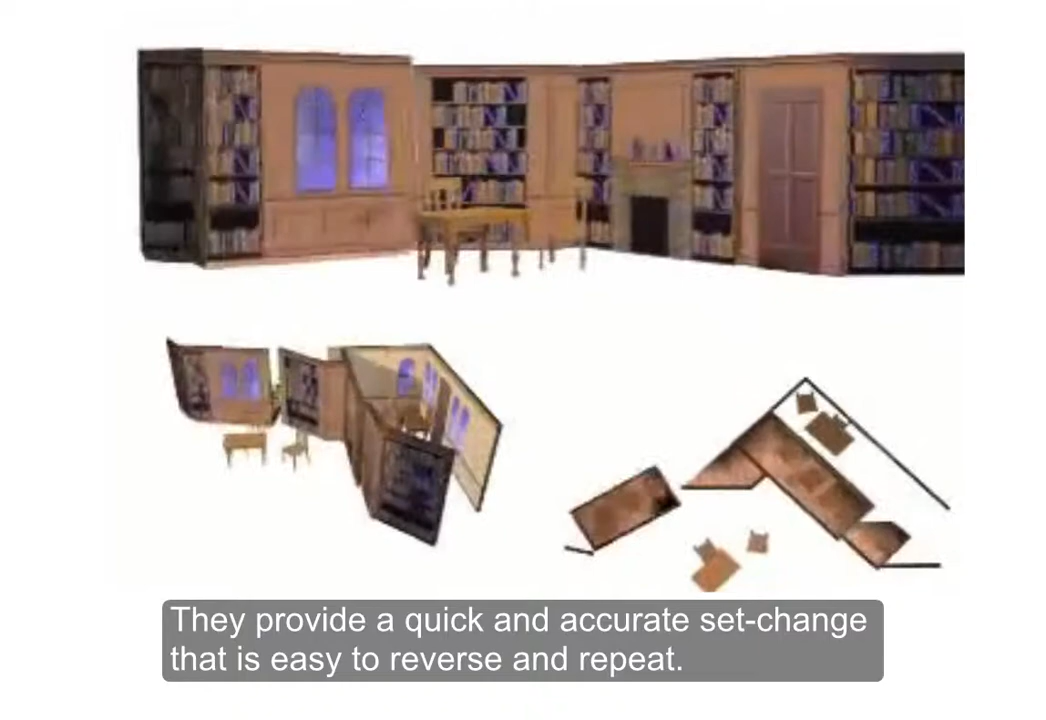 They provide a quick and accurate set-change
that is easy to reverse and repeat.